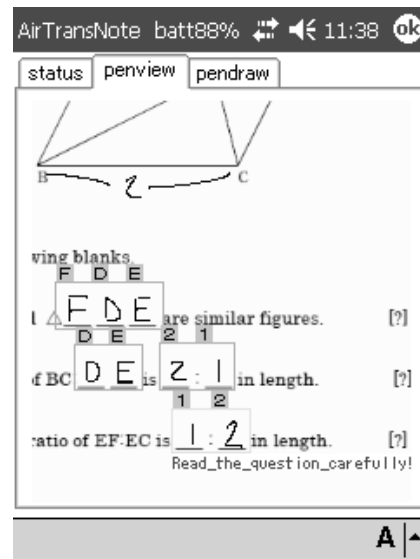 AirTransNote batt88% 11:38 ok
status penview pendraw
B C
2
ving blanks.
F D E
l △ F D E are similar figures. [?]
D E 2 1
of BC D E is 2 : 1 in length. [?]
1 2
ratio of EF:EC is 1 : 2 in length. [?]
Read_the_question_carefully!
A